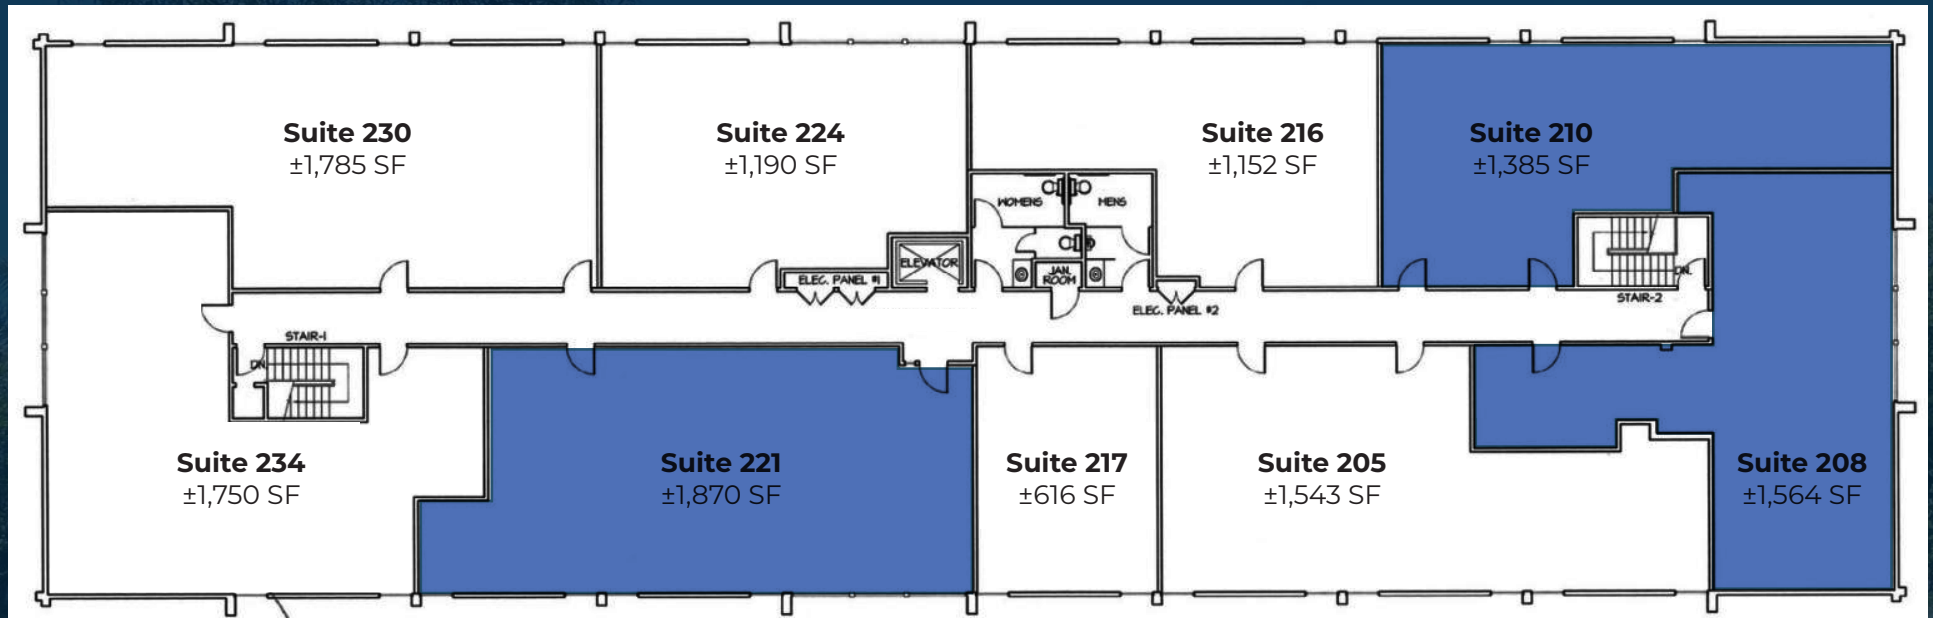 Suite 230
±1,785 SF
Suite 224
±1,190 SF
Suite 216
±1,152 SF
Suite 210
±1,385 SF
WOMENS
MENS
ELEVATOR
ELEC. PANEL #1
JAN.
ROOM
ELEC. PANEL #2
DN.
STAIR-2
STAIR-1
DN.
Suite 234
±1,750 SF
Suite 221
±1,870 SF
Suite 217
±616 SF
Suite 205
±1,543 SF
Suite 208
±1,564 SF